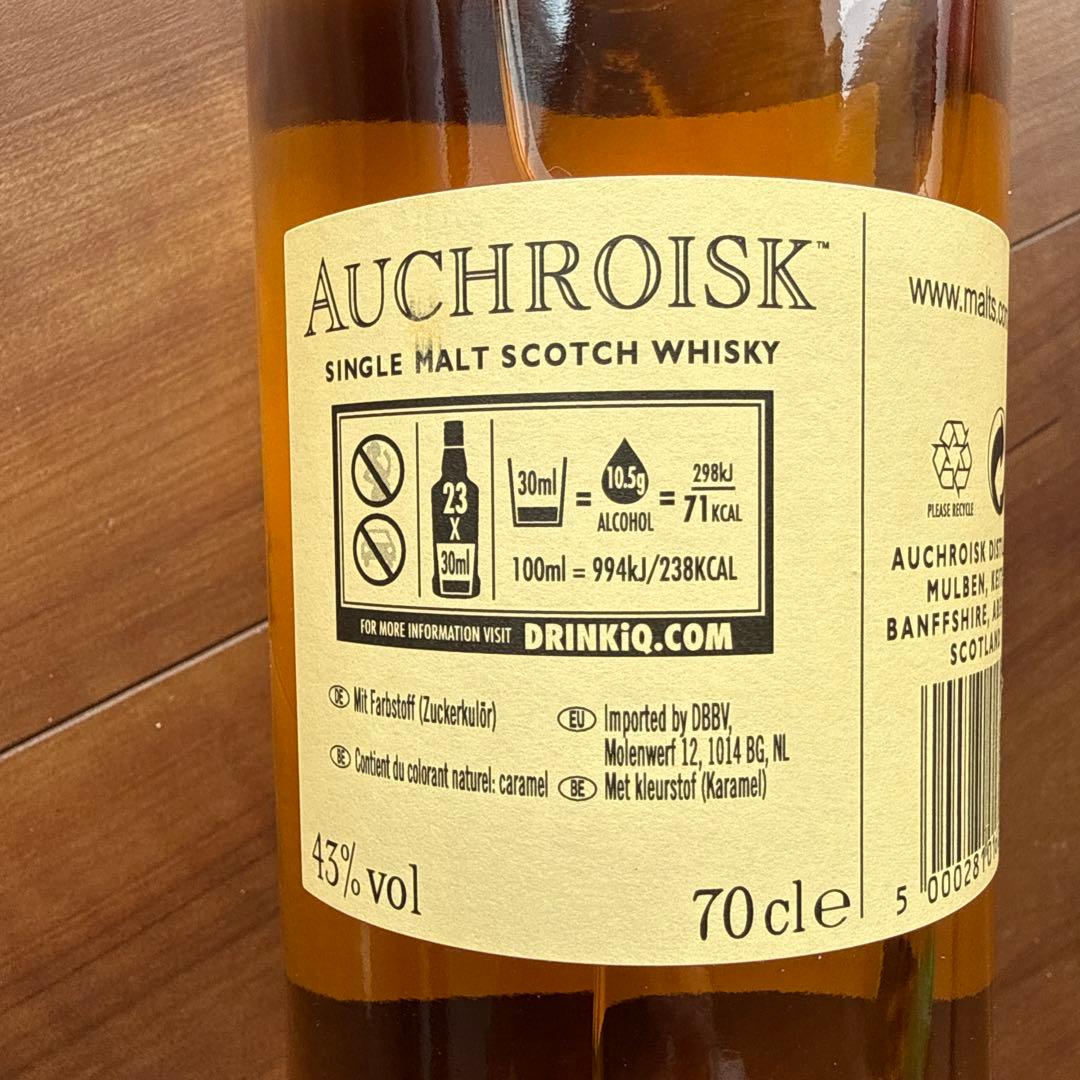 AUCHROISK™
SINGLE MALT SCOTCH WHISKY
23
X
30ml
30ml = 10.5g = 298kJ
ALCOHOL 71KCAL
100ml = 994kJ/238KCAL
FOR MORE INFORMATION VISIT DRINKiQ.COM
DE Mit Farbstoff (Zuckerkulör)
BE Contient du colorant naturel: caramel
EU Imported by DBBV,
Molenwerf 12, 1014 BG, NL
BE Met kleurstof (Karamel)
43% vol
70cl℮
www.malts.co
PLEASE RECYCLE
AUCHROISK
MULBEN,
BANFFSHIRE,
SCOTLAND
5 000281